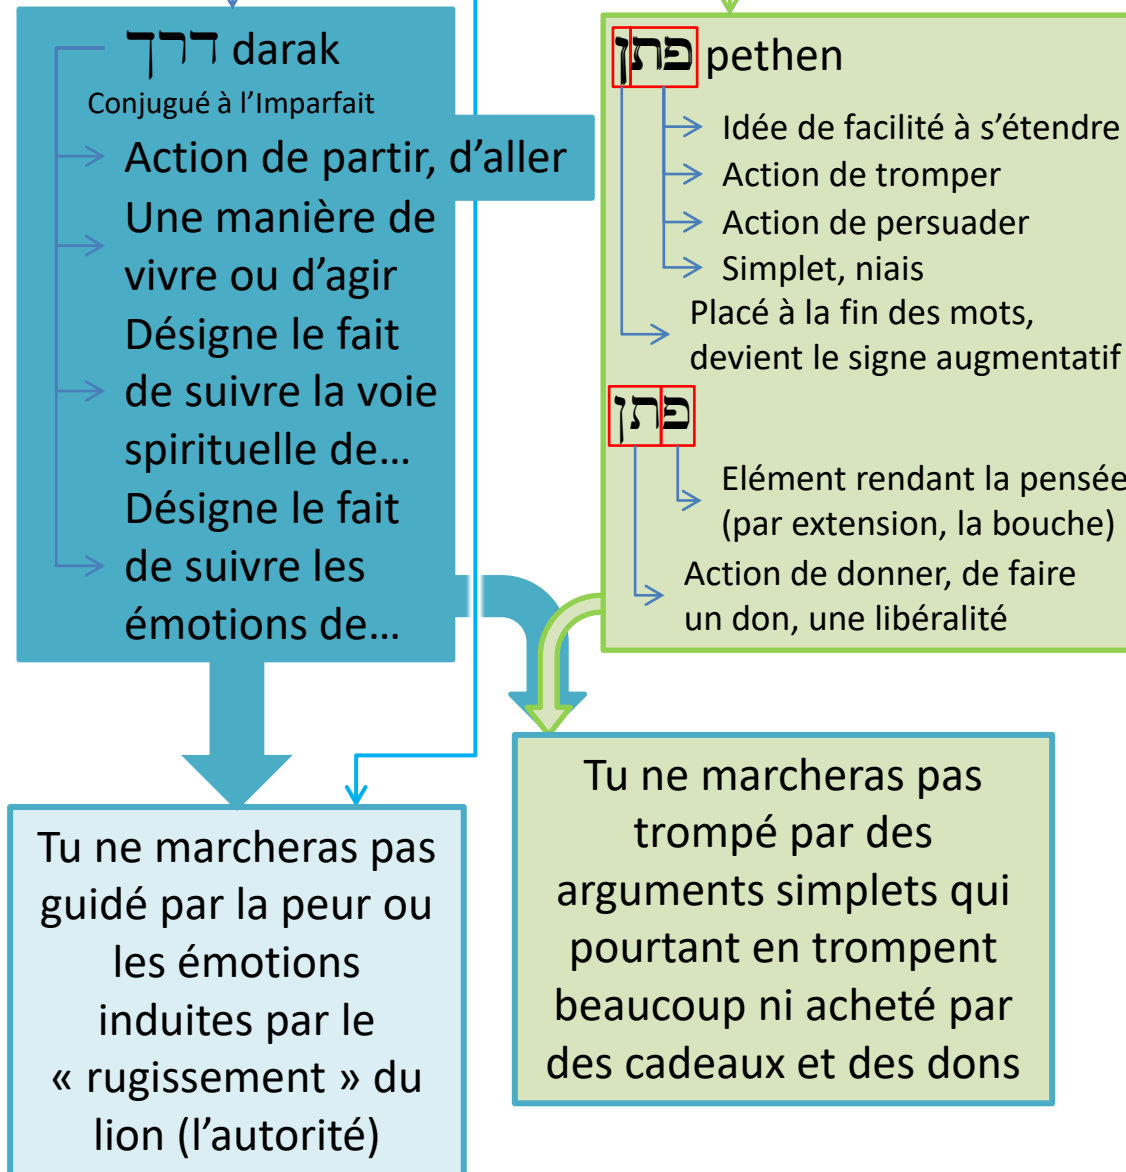 דרך darak
Conjugué à l’Imparfait
Action de partir, d’aller
Une manière de
vivre ou d’agir
Désigne le fait
de suivre la voie
spirituelle de…
Désigne le fait
de suivre les
émotions de…
פתן pethen
Idée de facilité à s’étendre
Action de tromper
Action de persuader
Simplet, niais
Placé à la fin des mots,
devient le signe augmentatif
פתן
Elément rendant la pensée
(par extension, la bouche)
Action de donner, de faire
un don, une libéralité
Tu ne marcheras pas
guidé par la peur ou
les émotions
induites par le
« rugissement » du
lion (l’autorité)
Tu ne marcheras pas
trompé par des
arguments simplets qui
pourtant en trompent
beaucoup ni acheté par
des cadeaux et des dons